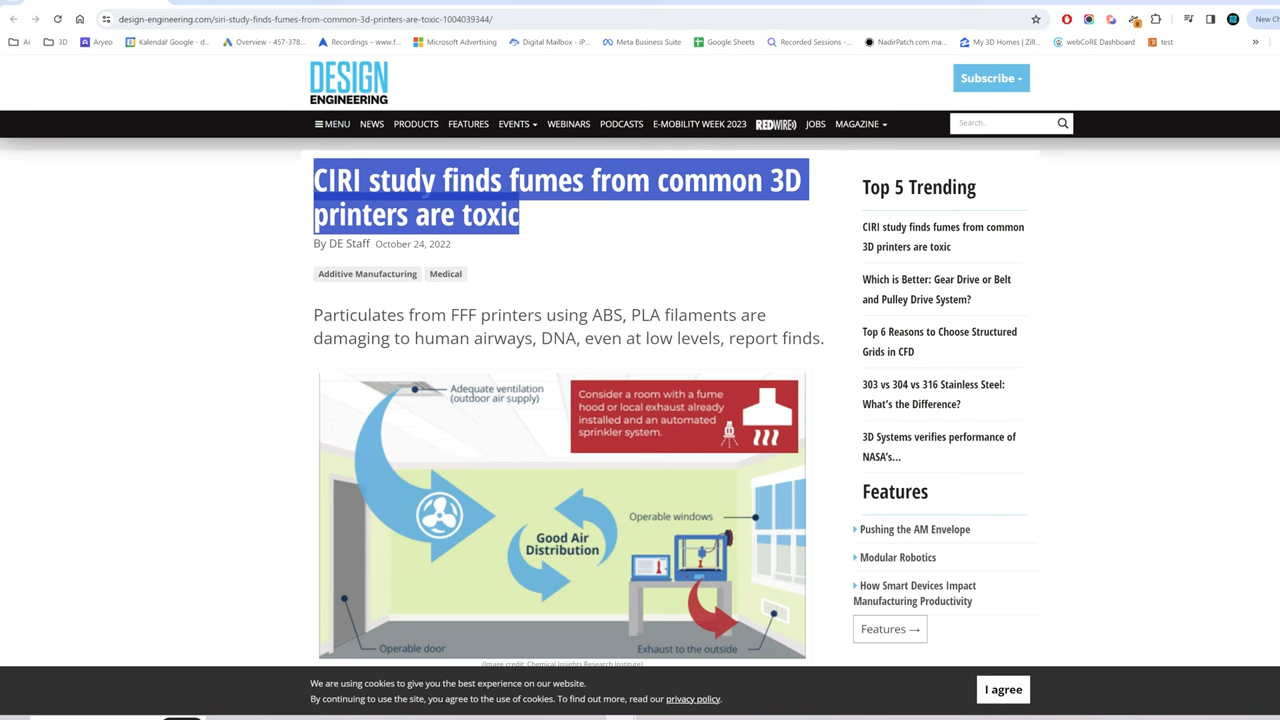 design-engineering.com/siri-study-finds-fumes-from-common-3d-printers-are-toxic-1004039344/
New Ch
Ai
3D
Aryeo
Kalendář Google - d...
Overview - 457-378...
Recordings – www.f...
Microsoft Advertising
Digital Mailbox - iP...
Meta Business Suite
Google Sheets
Recorded Sessions -...
NadirPatch.com ma...
My 3D Homes | Zill...
webCoRE Dashboard
test
DESIGN
ENGINEERING
Subscribe
MENU NEWS PRODUCTS FEATURES EVENTS WEBINARS PODCASTS E-MOBILITY WEEK 2023 REDWIRE JOBS MAGAZINE
Search..
CIRI study finds fumes from common 3D
printers are toxic
By DE Staff October 24, 2022
Additive Manufacturing Medical
Particulates from FFF printers using ABS, PLA filaments are
damaging to human airways, DNA, even at low levels, report finds.
Adequate ventilation
(outdoor air supply)
Consider a room with a fume
hood or local exhaust already
installed and an automated
sprinkler system.
Operable windows
Good Air
Distribution
Operable door
Exhaust to the outside
(Image credit: Chemical Insights Research Institute)
Top 5 Trending
CIRI study finds fumes from common
3D printers are toxic
Which is Better: Gear Drive or Belt
and Pulley Drive System?
Top 6 Reasons to Choose Structured
Grids in CFD
303 vs 304 vs 316 Stainless Steel:
What's the Difference?
3D Systems verifies performance of
NASA's...
Features
Pushing the AM Envelope
Modular Robotics
How Smart Devices Impact
Manufacturing Productivity
Features →
We are using cookies to give you the best experience on our website.
By continuing to use the site, you agree to the use of cookies. To find out more, read our privacy policy.
I agree